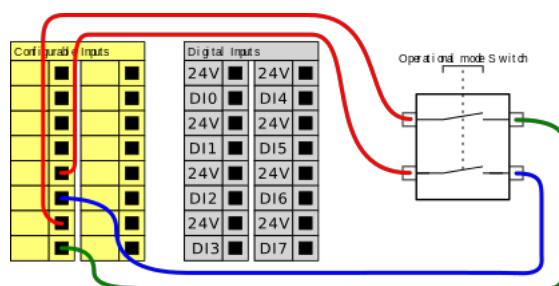 Configurable Inputs
Digital Inputs
Operational mode Switch
24V 24V
DI0 DI4
24V 24V
DI1 DI5
24V 24V
DI2 DI6
24V 24V
DI3 DI7